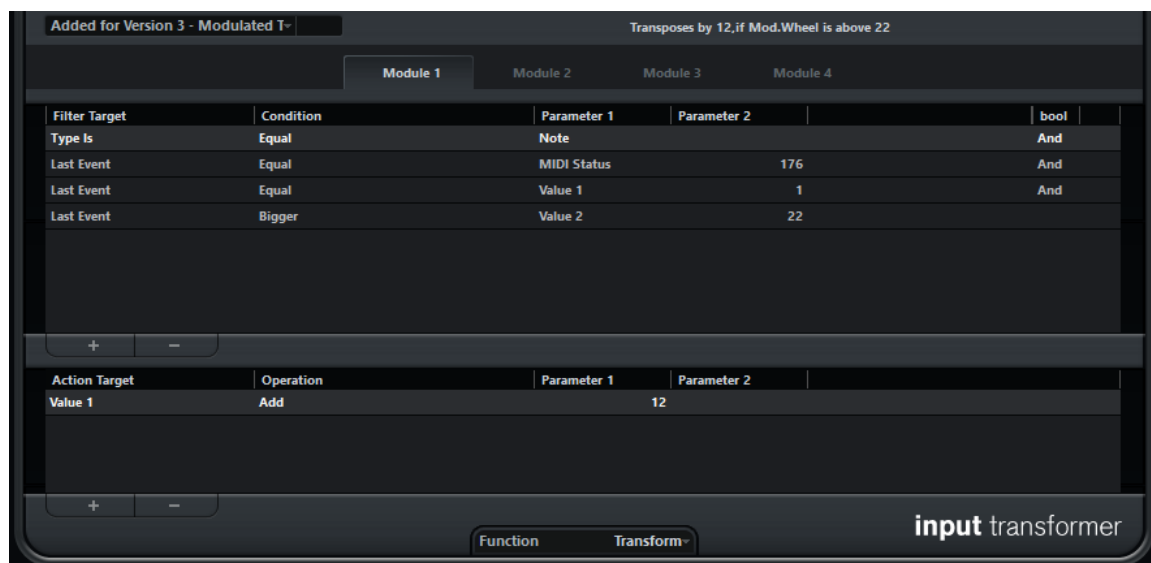 Added for Version 3 - Modulated T
Transposes by 12,if Mod.Wheel is above 22
Module 1 Module 2 Module 3 Module 4
Filter Target Condition Parameter 1 Parameter 2 bool
Type Is Equal Note And
Last Event Equal MIDI Status 176 And
Last Event Equal Value 1 1 And
Last Event Bigger Value 2 22
+ −
Action Target Operation Parameter 1 Parameter 2
Value 1 Add 12
+ −
input transformer
Function Transform